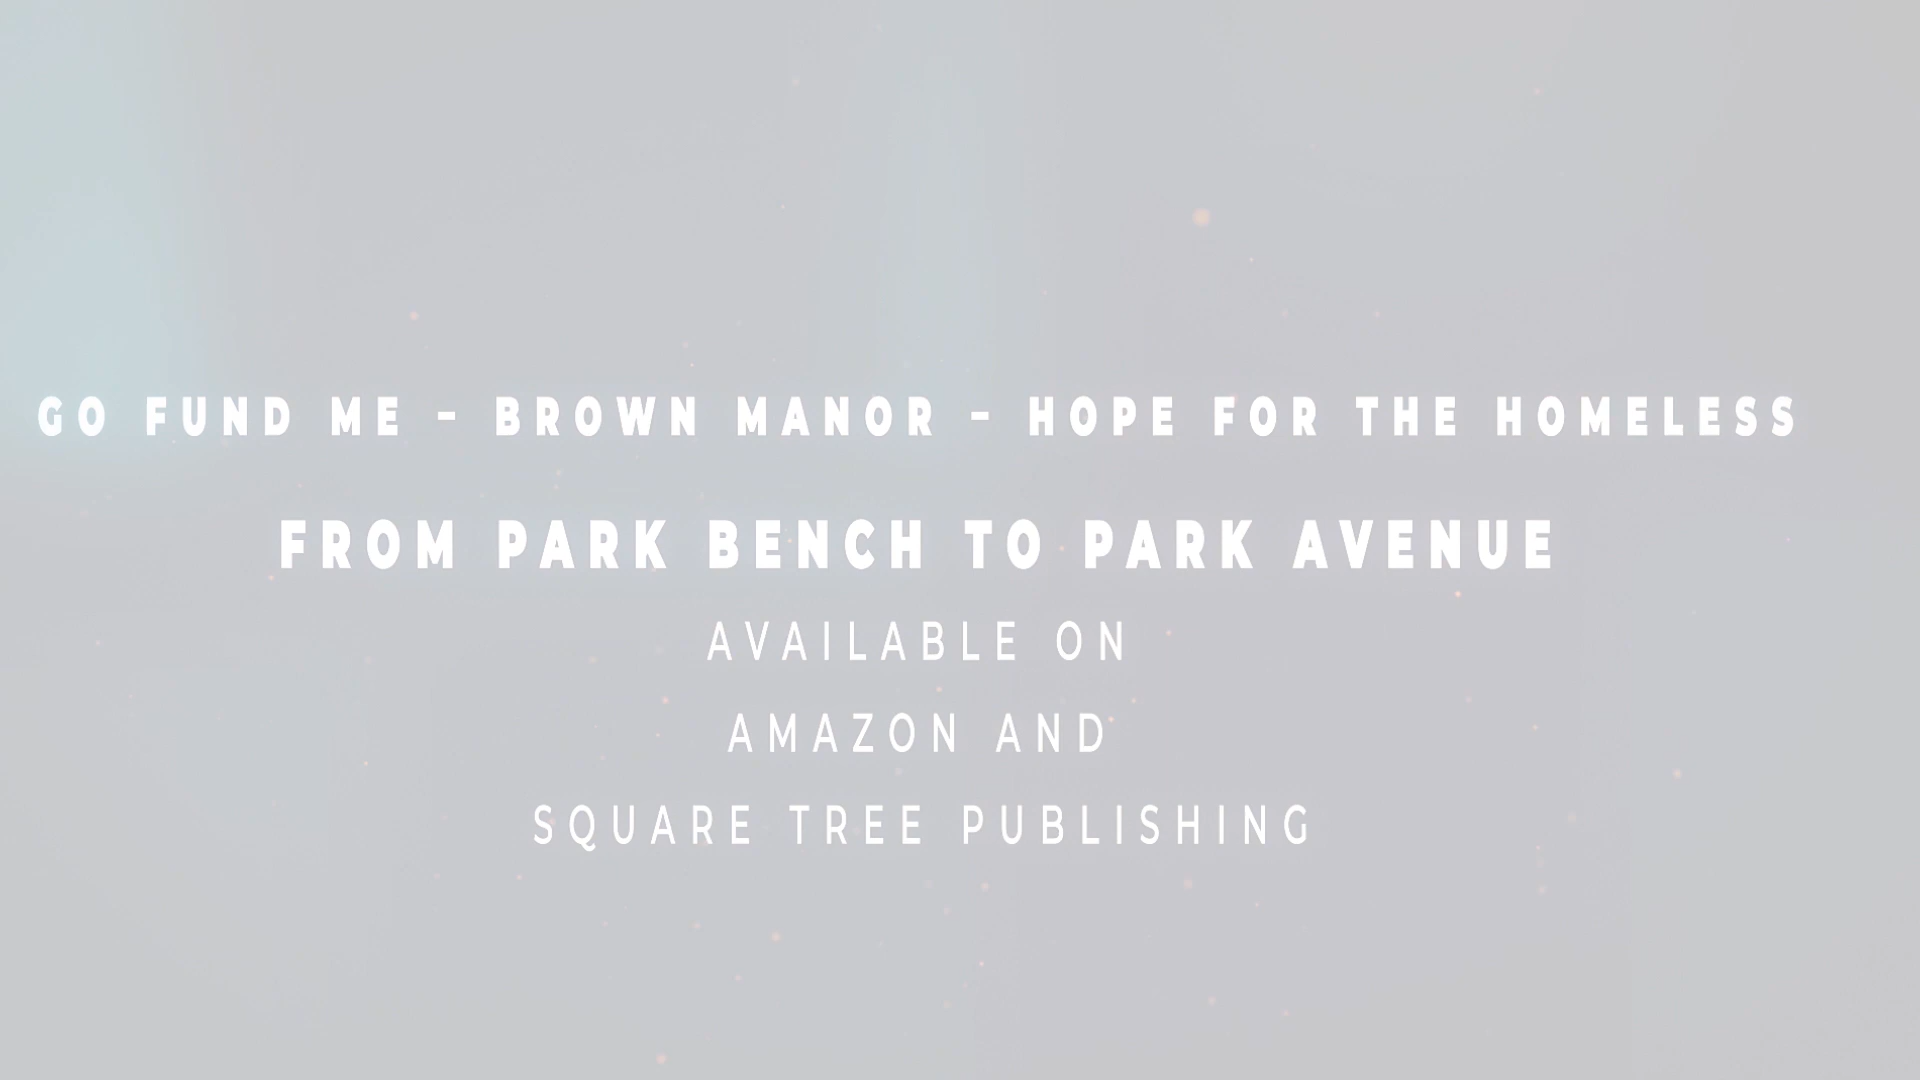 GO FUND ME - BROWN MANOR - HOPE FOR THE HOMELESS
FROM PARK BENCH TO PARK AVENUE
AVAILABLE ON
AMAZON AND
SQUARE TREE PUBLISHING